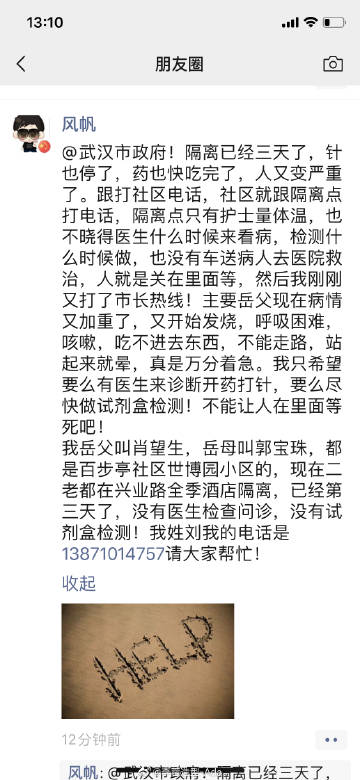 13:10
朋友圈
风帆
@武汉市政府！隔离已经三天了，针
也停了，药也快吃完了，人又变严重
了。跟打社区电话，社区就跟隔离点
打电话，隔离点只有护士量体温，也
不晓得医生什么时候来看病，检测什
么时候做，也没有车送病人去医院救
治，人就是关在里面等，然后我刚刚
又打了市长热线！主要岳父现在病情
又加重了，又开始发烧，呼吸困难，
咳嗽，吃不进去东西，不能走路，站
起来就晕，真是万分着急。我只希望
要么有医生来诊断开药打针，要么尽
快做试剂盒检测！不能让人在里面等
死吧！
我岳父叫肖望生，岳母叫郭宝珠，都
是百步亭社区世博园小区的，现在二
老都在兴业路全季酒店隔离，已经第
三天了，没有医生检查问诊，没有试
剂盒检测！我姓刘我的电话是
13871014757请大家帮忙！
收起
HELP
12分钟前
风帆：@武汉市政府！隔离已经三天了，